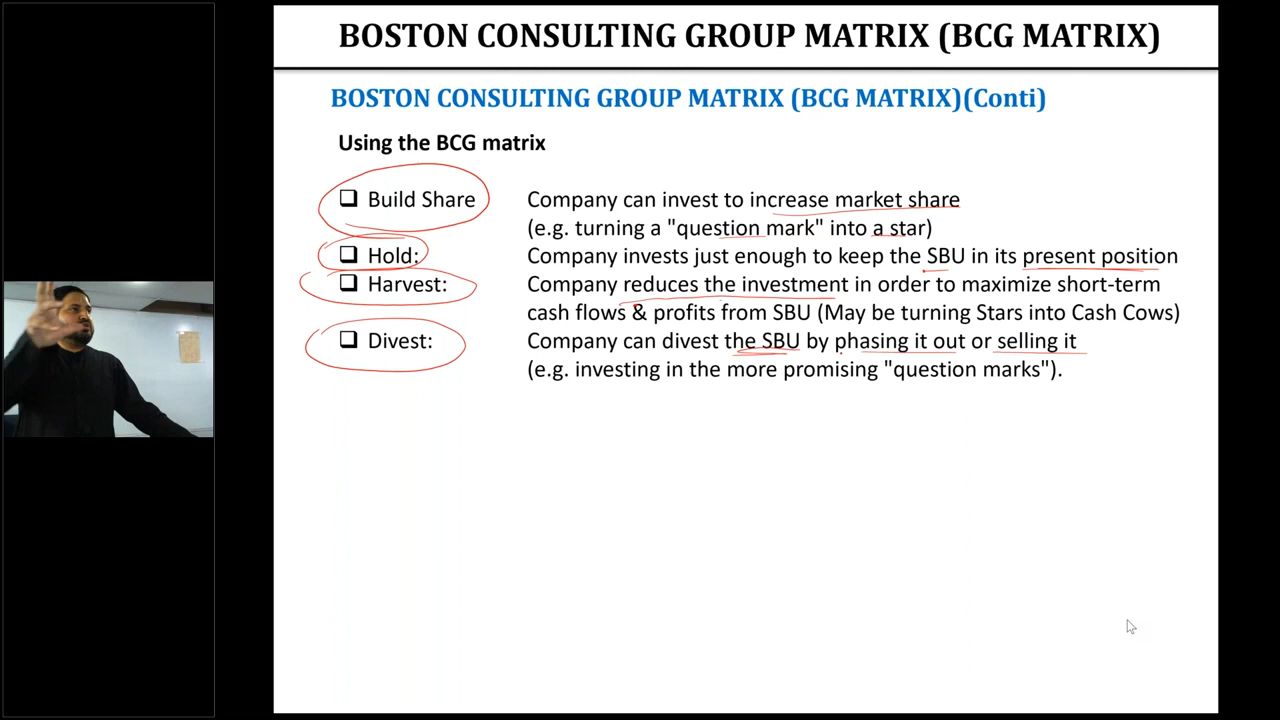 BOSTON CONSULTING GROUP MATRIX (BCG MATRIX)
BOSTON CONSULTING GROUP MATRIX (BCG MATRIX)(Conti)
Using the BCG matrix
Build Share Company can invest to increase market share
(e.g. turning a "question mark" into a star)
Hold: Company invests just enough to keep the SBU in its present position
Harvest: Company reduces the investment in order to maximize short-term
cash flows & profits from SBU (May be turning Stars into Cash Cows)
Divest: Company can divest the SBU by phasing it out or selling it
(e.g. investing in the more promising "question marks").